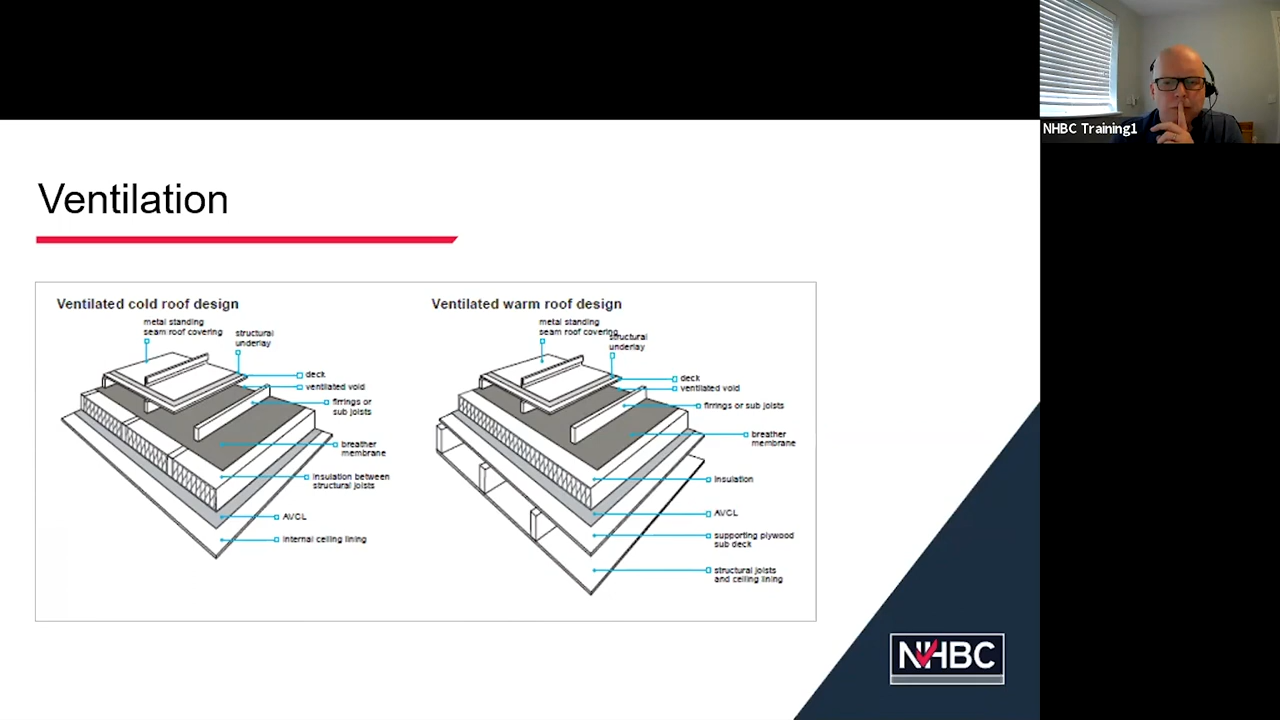 NHBC Training1
Ventilation
Ventilated cold roof design
metal standing
seam roof covering
structural
underlay
deck
ventilated void
firrings or
sub joists
breather
membrane
insulation between
structural joists
AVCL
internal ceiling lining
Ventilated warm roof design
metal standing
seam roof covering
structural
underlay
deck
ventilated void
firrings or sub joists
breather
membrane
insulation
AVCL
supporting plywood
sub deck
structural joists
and ceiling lining
NHBC